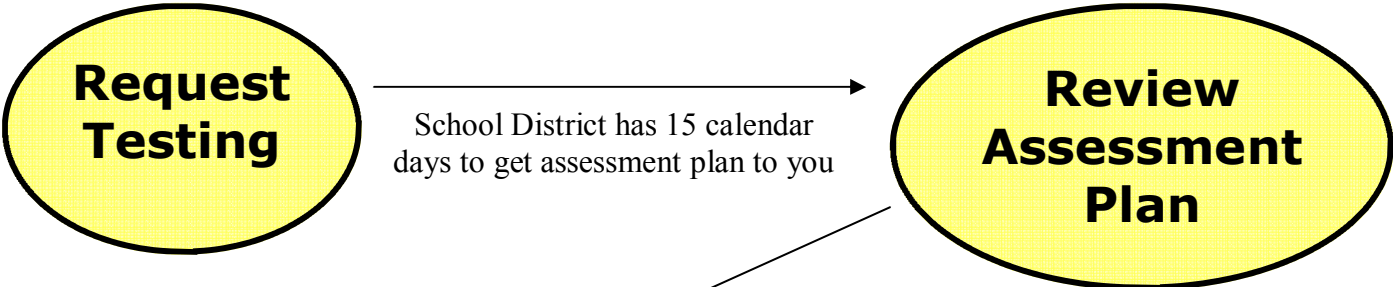 Request
Testing
School District has 15 calendar
days to get assessment plan to you
Review
Assessment
Plan